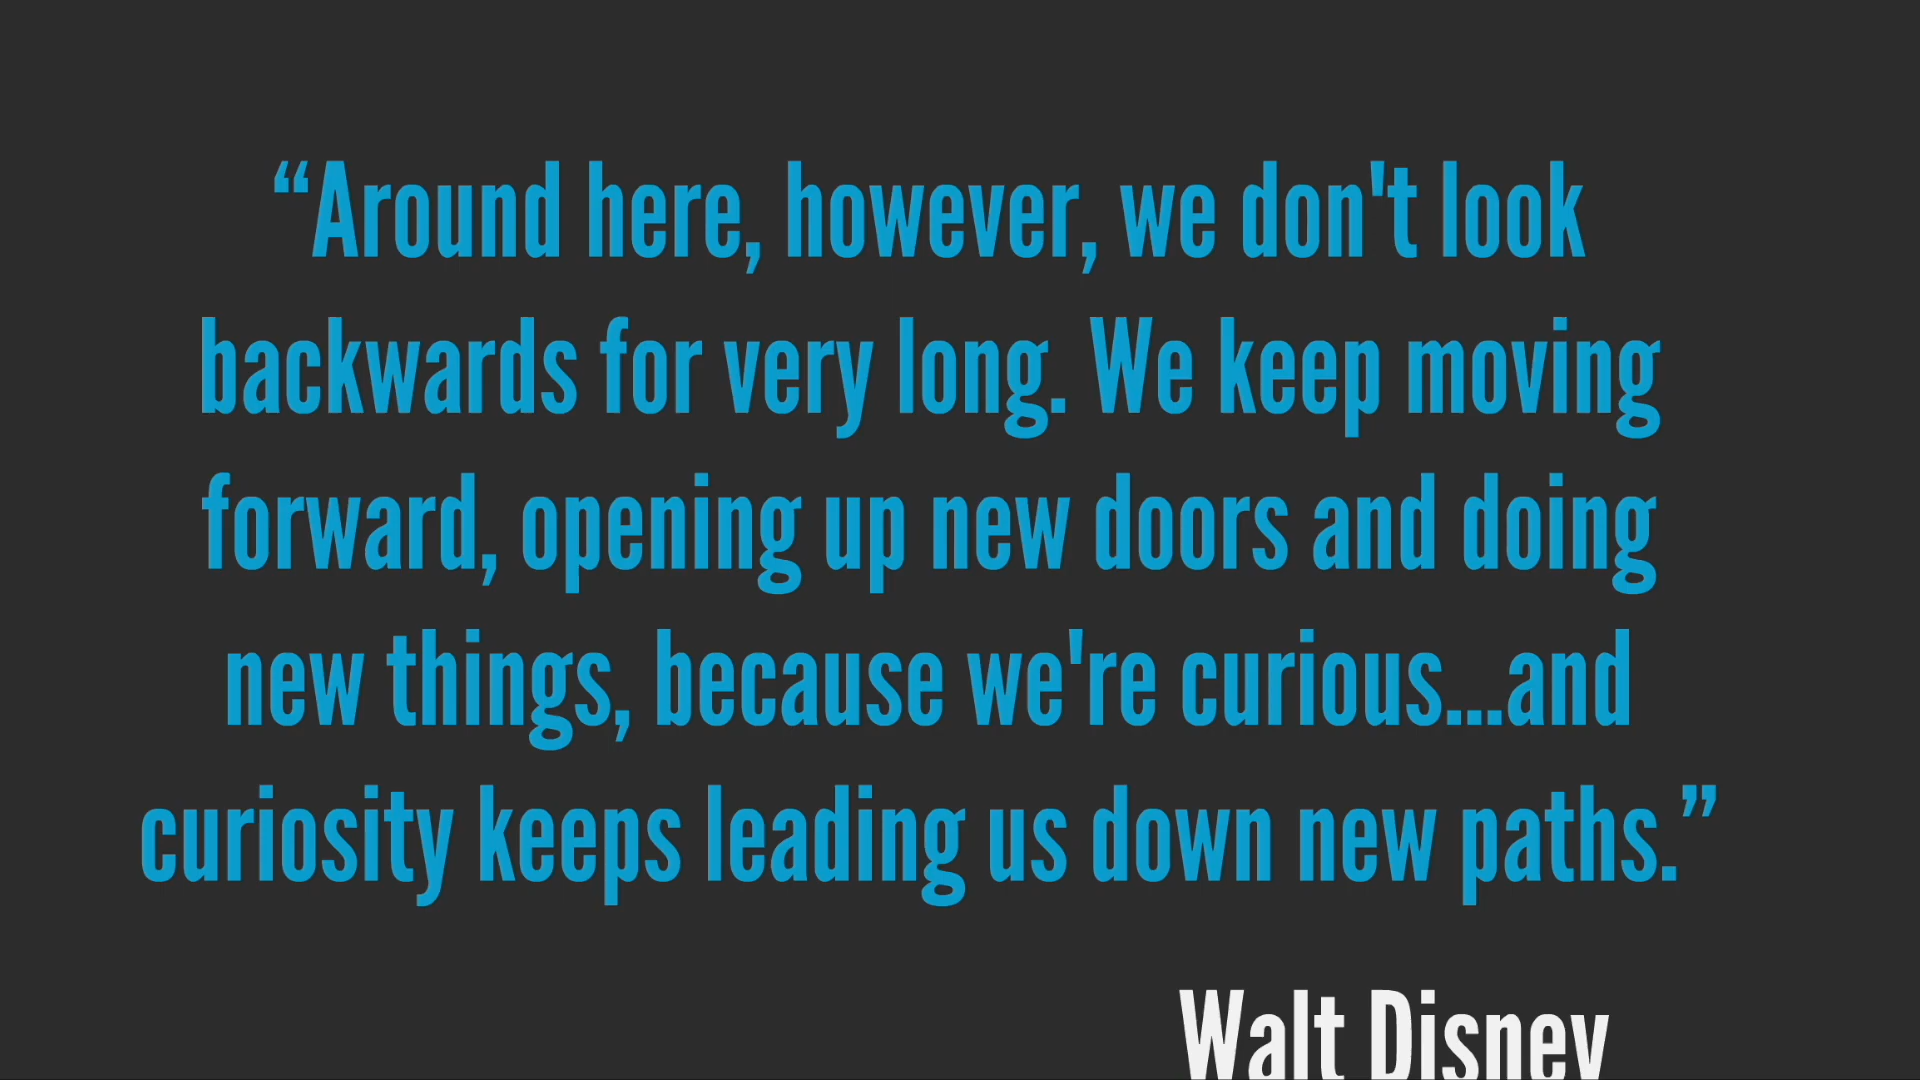 “Around here, however, we don't look
backwards for very long. We keep moving
forward, opening up new doors and doing
new things, because we're curious...and
curiosity keeps leading us down new paths.”
Walt Disney